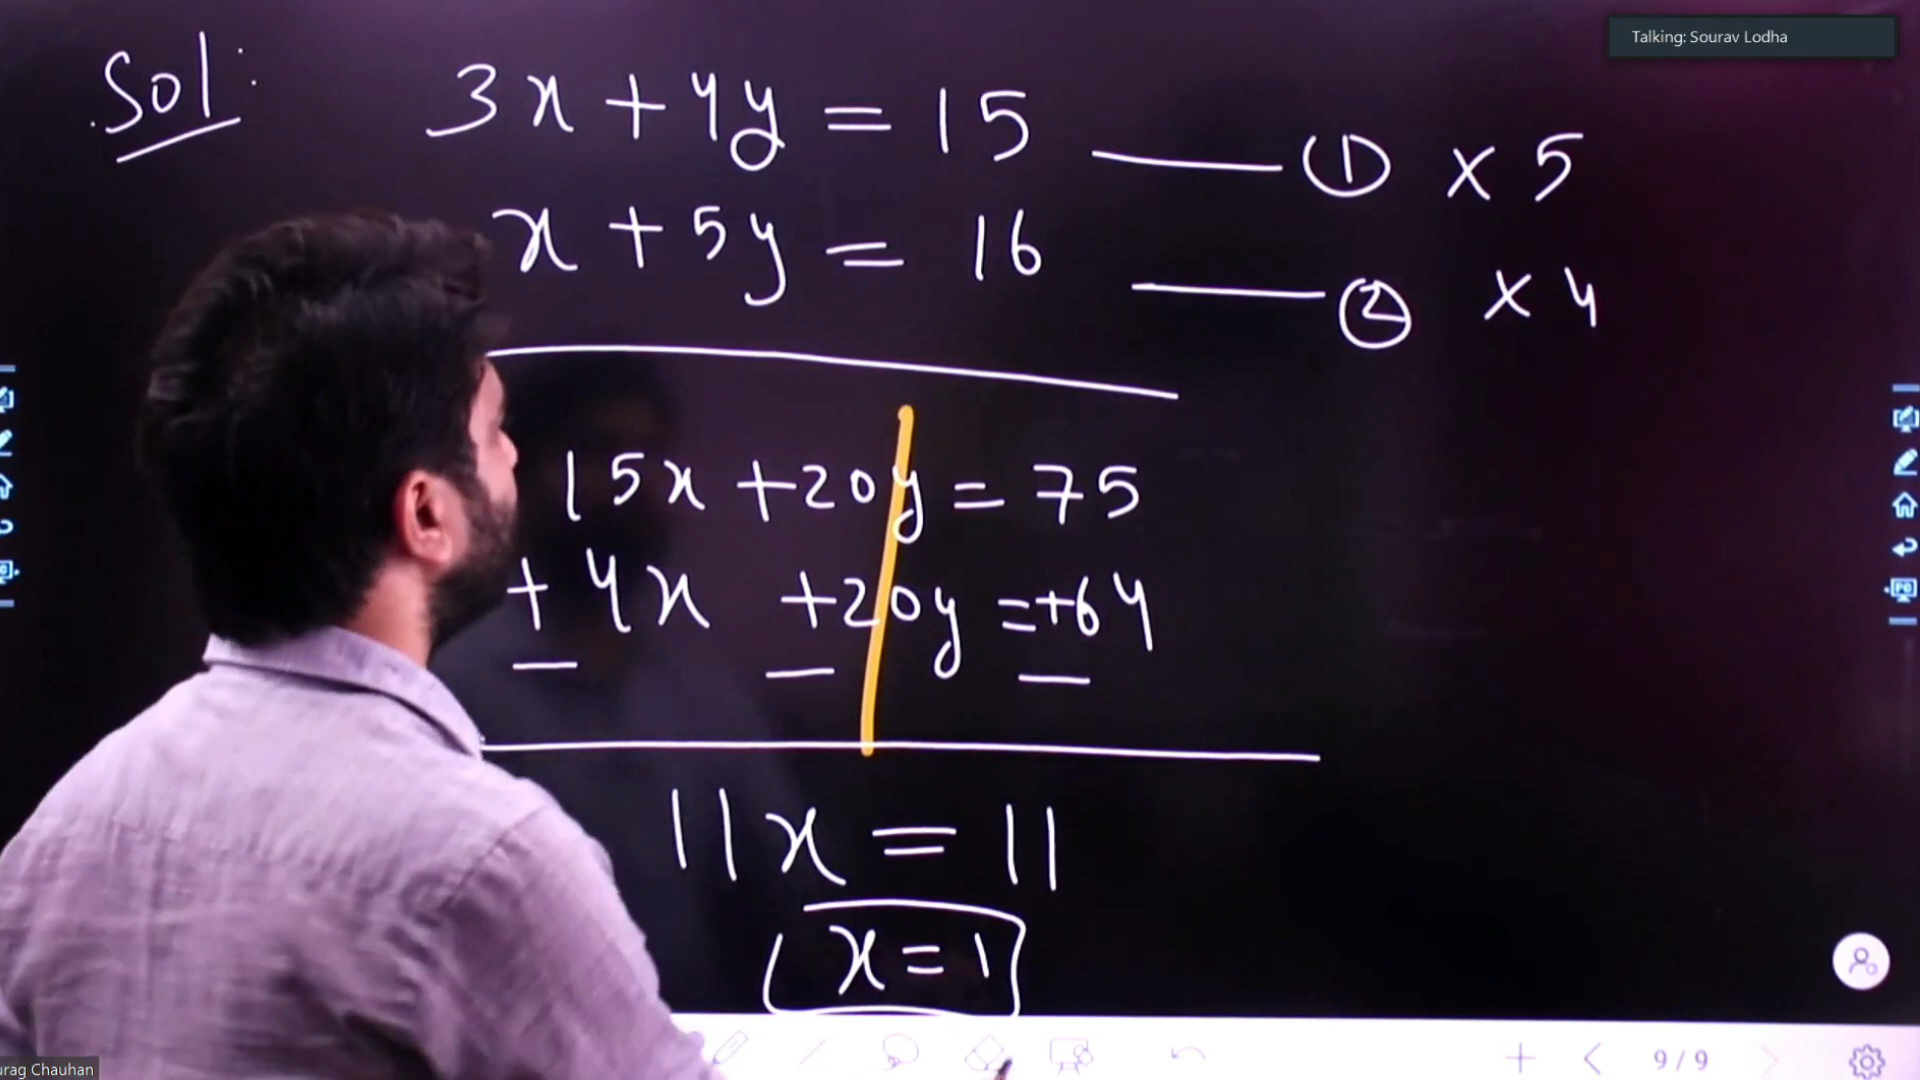 Talking: Sourav Lodha
Sol:
3x + 4y = 15 —— ① × 5
x + 5y = 16 —— ② × 4
15x + 20y = 75
+ 4x + 20y = +64
— — —
11x = 11
x = 1
urag Chauhan
9 / 9